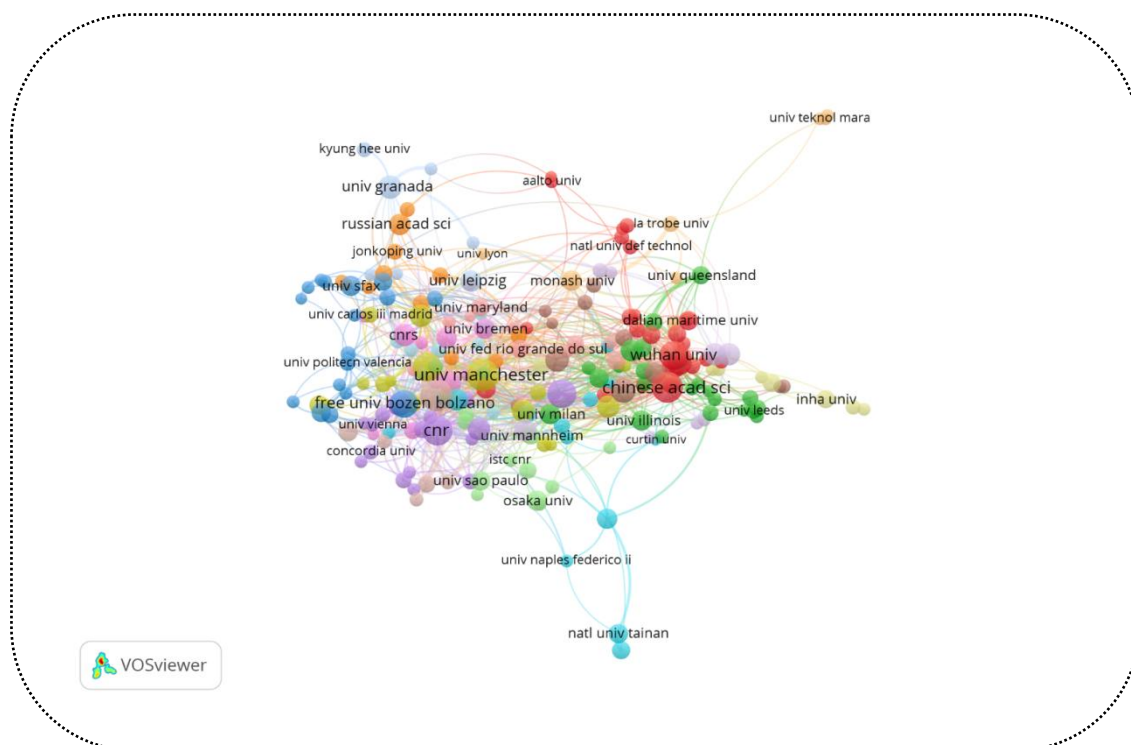 univ teknol mara
kyung hee univ
aalto univ
univ granada
russian acad sci
la trobe univ
natl univ def technol
jonkoping univ
univ lyon
univ queensland
univ sfax
univ leipzig
monash univ
univ maryland
univ carlos iii madrid
dalian maritime univ
cnrs
univ bremen
univ fed rio grande do sul
wuhan univ
univ politecn valencia
univ manchester
chinese acad sci
free univ bozen bolzano
inha univ
univ milan
univ leeds
univ vienna
univ illinois
cnr
univ mannheim
curtin univ
concordia univ
istc cnr
univ sao paulo
osaka univ
univ naples federico ii
natl univ tainan
VOSviewer